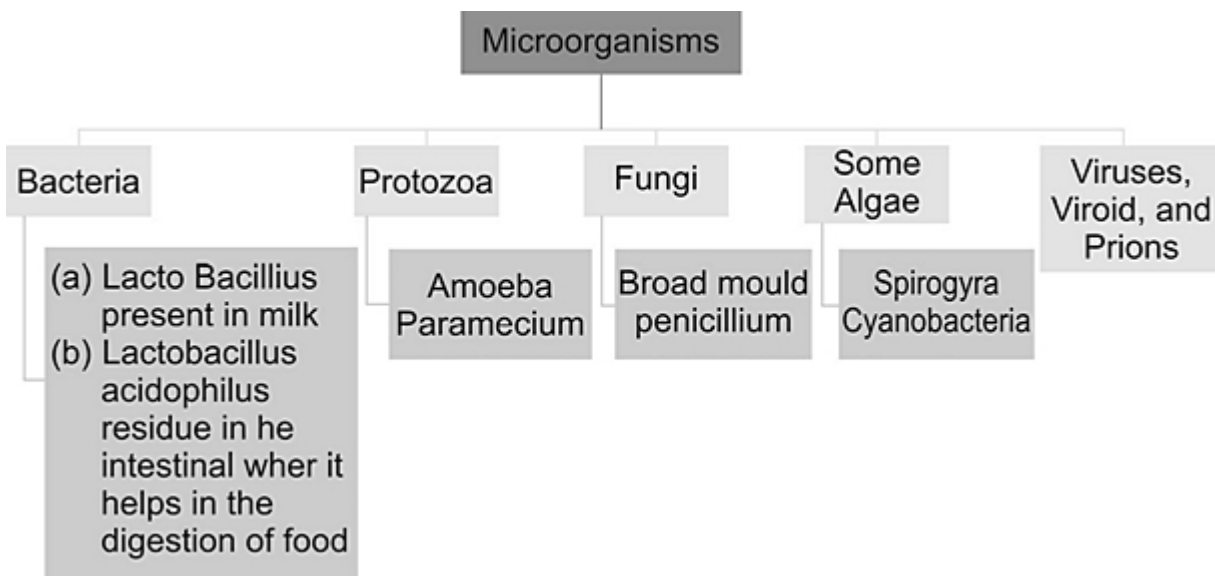 Microorganisms
Bacteria
Protozoa
Fungi
Some
Algae
Viruses,
Viroid, and
Prions
(a) Lacto Bacillius
present in milk
(b) Lactobacillus
acidophilus
residue in he
intestinal wher it
helps in the
digestion of food
Amoeba
Paramecium
Broad mould
penicillium
Spirogyra
Cyanobacteria